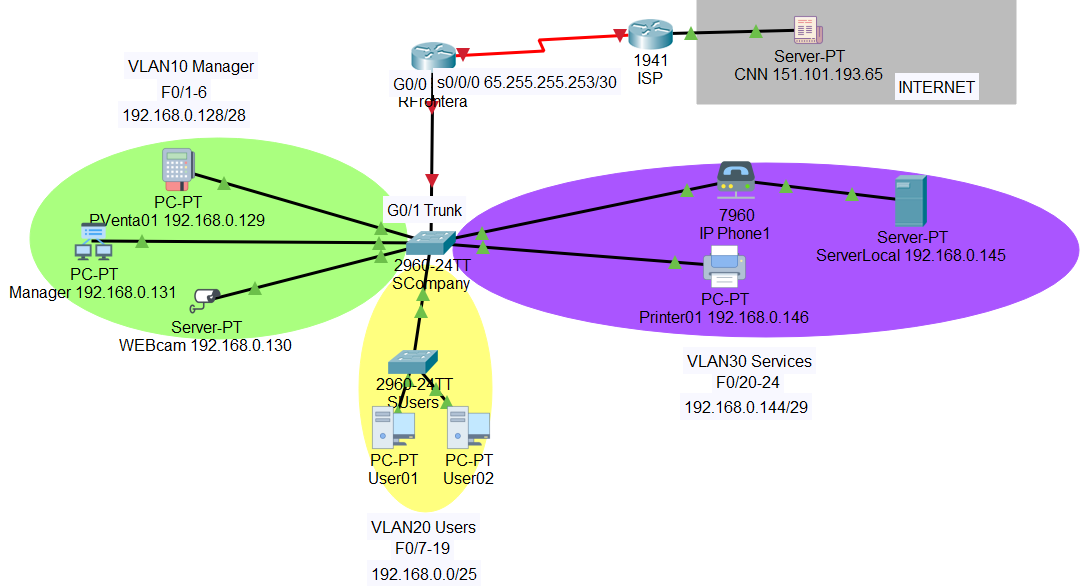 1941
ISP
Server-PT
CNN 151.101.193.65
INTERNET
G0/0
s0/0/0 65.255.255.253/30
RFrontera
VLAN10 Manager
F0/1-6
192.168.0.128/28
PC-PT
PVenta01 192.168.0.129
PC-PT
Manager 192.168.0.131
Server-PT
WEBcam 192.168.0.130
G0/1 Trunk
2960-24TT
SCompany
7960
IP Phone1
Server-PT
ServerLocal 192.168.0.145
PC-PT
Printer01 192.168.0.146
VLAN30 Services
F0/20-24
192.168.0.144/29
2960-24TT
SUsers
PC-PT
User01
PC-PT
User02
VLAN20 Users
F0/7-19
192.168.0.0/25